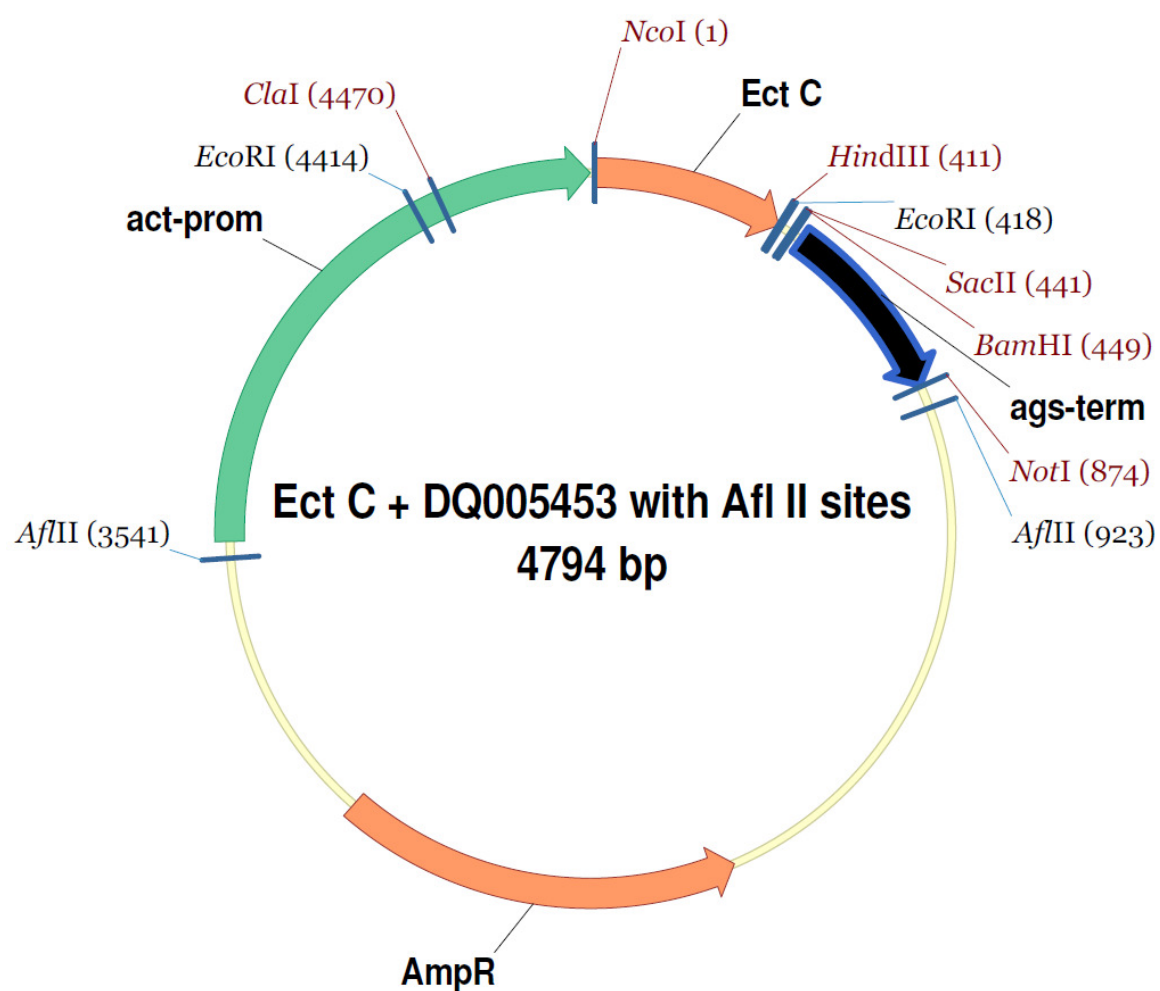 NcoI (1)
Ect C
ClaI (4470)
HindIII (411)
EcoRI (4414)
EcoRI (418)
act-prom
SacII (441)
BamHI (449)
ags-term
NotI (874)
Ect C + DQ005453 with Afl II sites
AflII (3541)
AflII (923)
4794 bp
AmpR